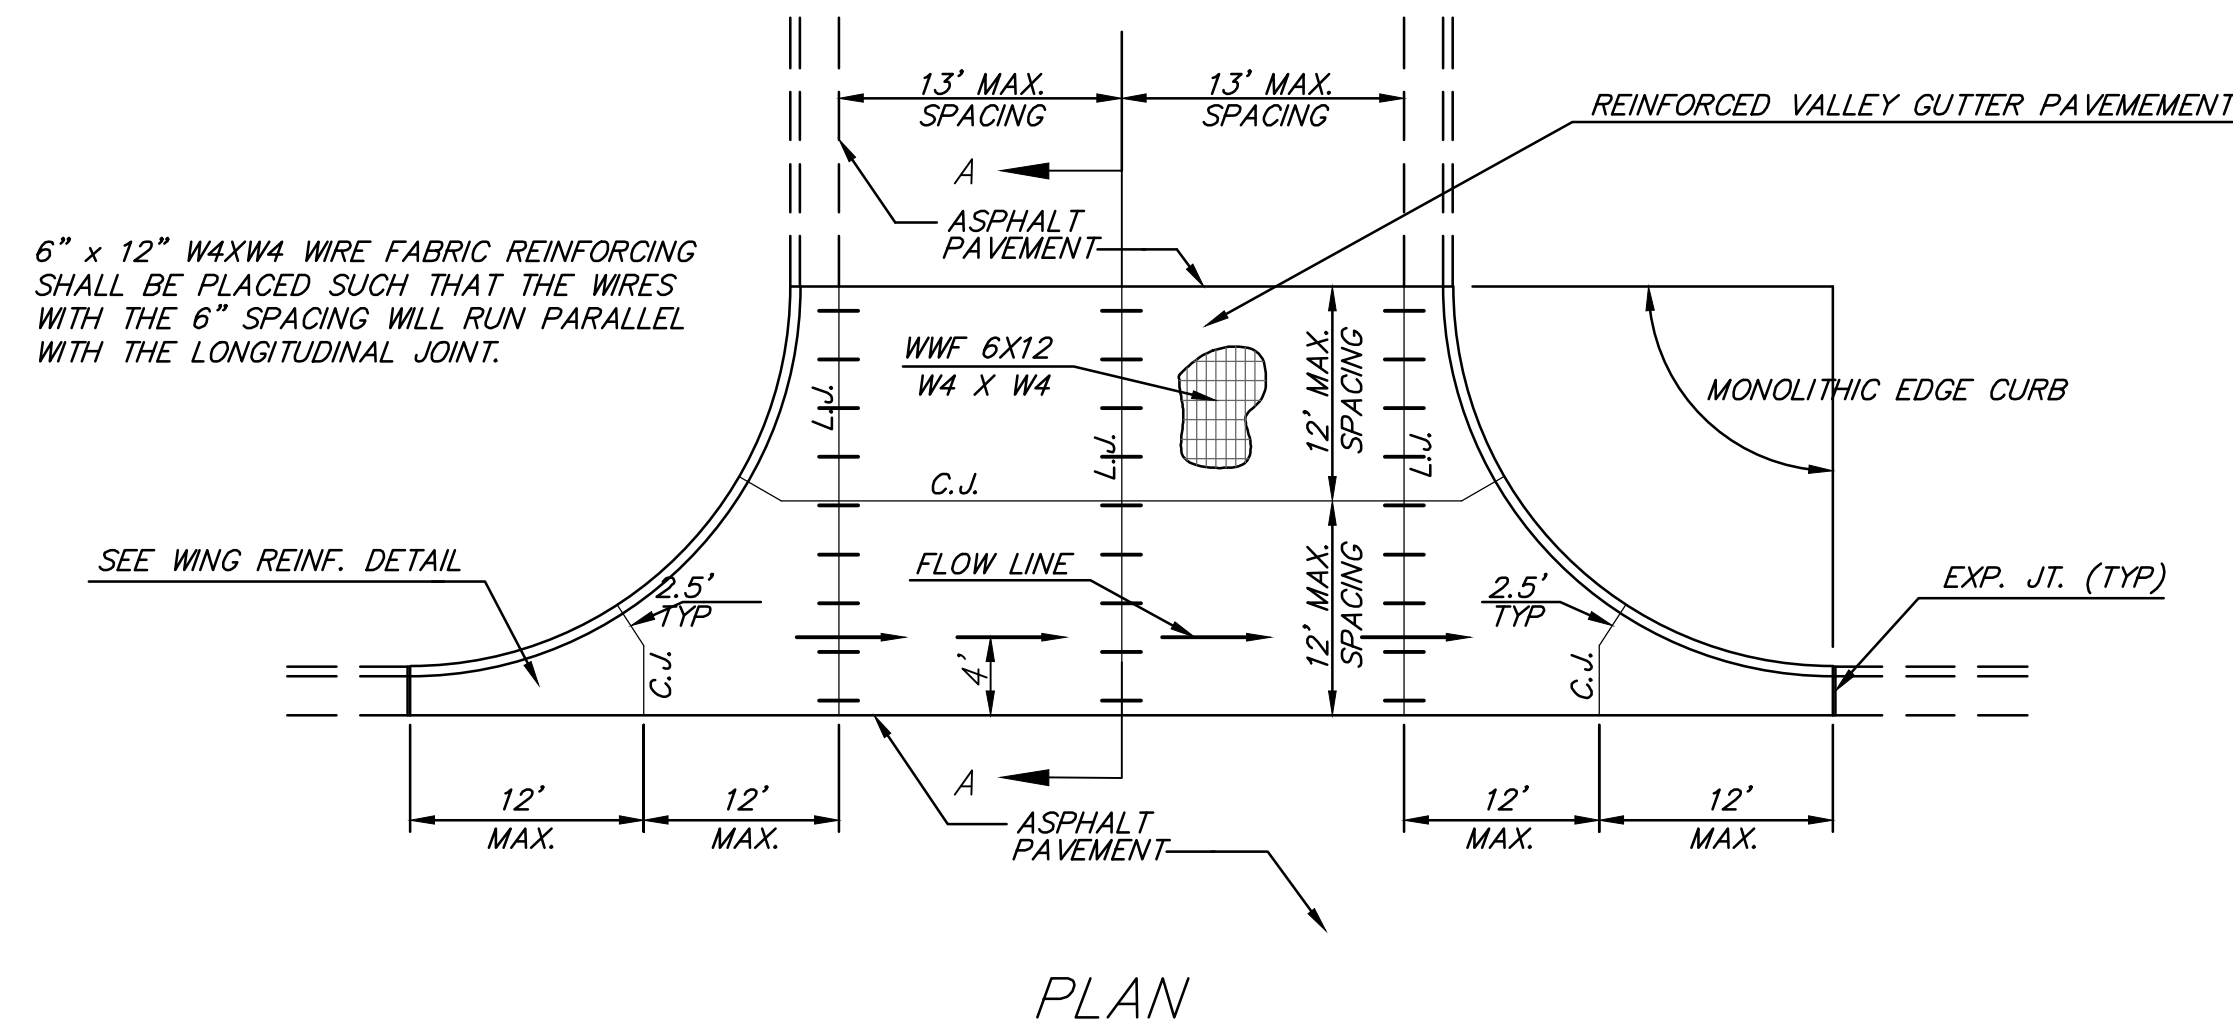 13' MAX.
SPACING
13' MAX.
SPACING
REINFORCED VALLEY GUTTER PAVEMEMENT
A
ASPHALT
PAVEMENT
6" x 12" W4XW4 WIRE FABRIC REINFORCING
SHALL BE PLACED SUCH THAT THE WIRES
WITH THE 6" SPACING WILL RUN PARALLEL
WITH THE LONGITUDINAL JOINT.
WWF 6X12
W4 X W4
L.J.
L.J.
L.J.
12' MAX.
SPACING
MONOLITHIC EDGE CURB
C.J.
SEE WING REINF. DETAIL
2.5'
TYP
FLOW LINE
12' MAX.
SPACING
2.5'
TYP
EXP. JT. (TYP)
C.J.
4'
C.J.
A
12'
MAX.
12'
MAX.
ASPHALT
PAVEMENT
12'
MAX.
12'
MAX.
PLAN